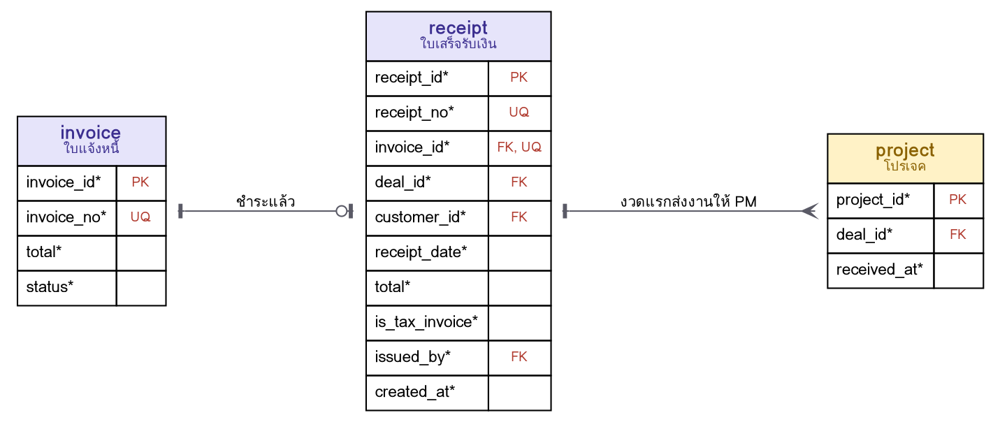 invoice
ใบแจ้งหนี้
invoice_id* PK
invoice_no* UQ
total*
status*
ชำระแล้ว
receipt
ใบเสร็จรับเงิน
receipt_id* PK
receipt_no* UQ
invoice_id* FK, UQ
deal_id* FK
customer_id* FK
receipt_date*
total*
is_tax_invoice*
issued_by* FK
created_at*
งวดแรกส่งงานให้ PM
project
โปรเจค
project_id* PK
deal_id* FK
received_at*